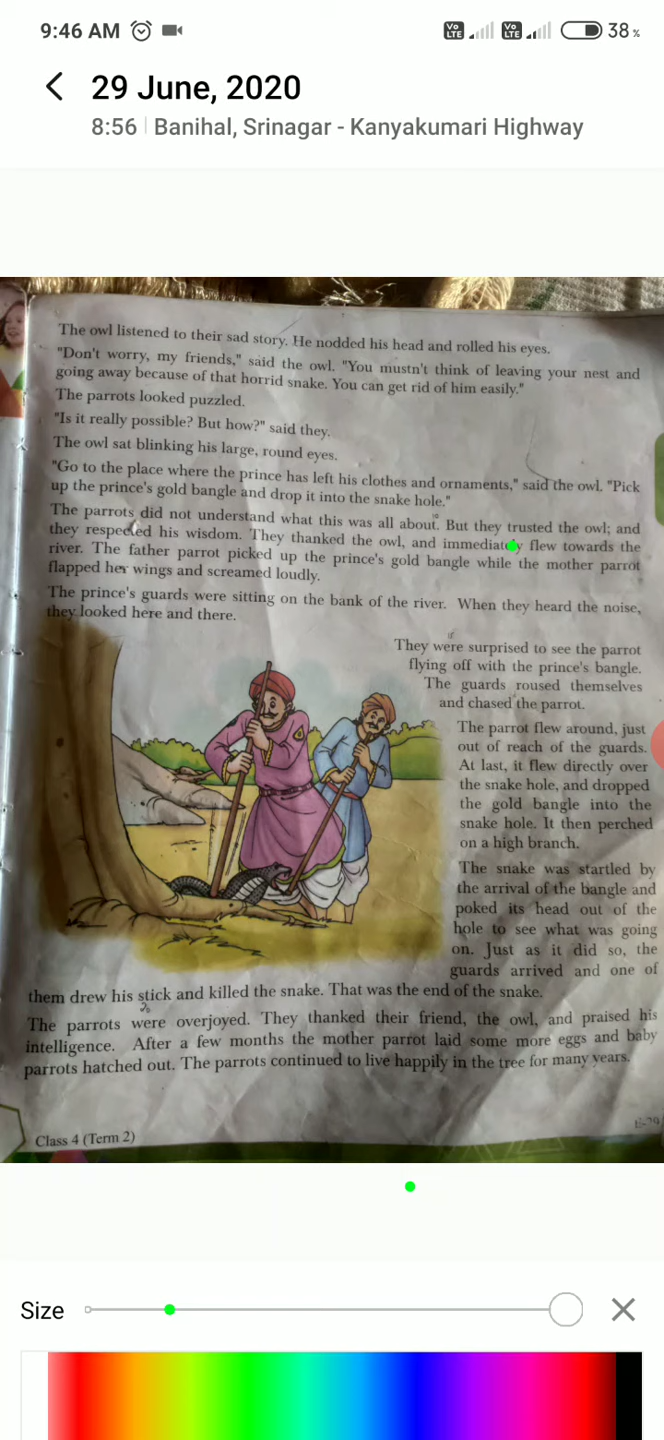 9:46 AM
Vo LTE
Vo LTE
38%
29 June, 2020
8:56 | Banihal, Srinagar - Kanyakumari Highway
The owl listened to their sad story. He nodded his head and rolled his eyes.
"Don't worry, my friends," said the owl. "You mustn't think of leaving your nest and
going away because of that horrid snake. You can get rid of him easily."
The parrots looked puzzled.
"Is it really possible? But how?" said they.
The owl sat blinking his large, round eyes.
"Go to the place where the prince has left his clothes and ornaments," said the owl. "Pick
up the prince's gold bangle and drop it into the snake hole."
The parrots did not understand what this was all about. But they trusted the owl; and
they respected his wisdom. They thanked the owl, and immediately flew towards the
river. The father parrot picked up the prince's gold bangle while the mother parrot
flapped her wings and screamed loudly.
The prince's guards were sitting on the bank of the river. When they heard the noise,
they looked here and there.
They were surprised to see the parrot
flying off with the prince's bangle.
The guards roused themselves
and chased the parrot.
The parrot flew around, just
out of reach of the guards.
At last, it flew directly over
the snake hole, and dropped
the gold bangle into the
snake hole. It then perched
on a high branch.
The snake was startled by
the arrival of the bangle and
poked its head out of the
hole to see what was going
on. Just as it did so, the
guards arrived and one of
them drew his stick and killed the snake. That was the end of the snake.
The parrots were overjoyed. They thanked their friend, the owl, and praised his
intelligence. After a few months the mother parrot laid some more eggs and baby
parrots hatched out. The parrots continued to live happily in the tree for many years.
Class 4 (Term 2)
Size